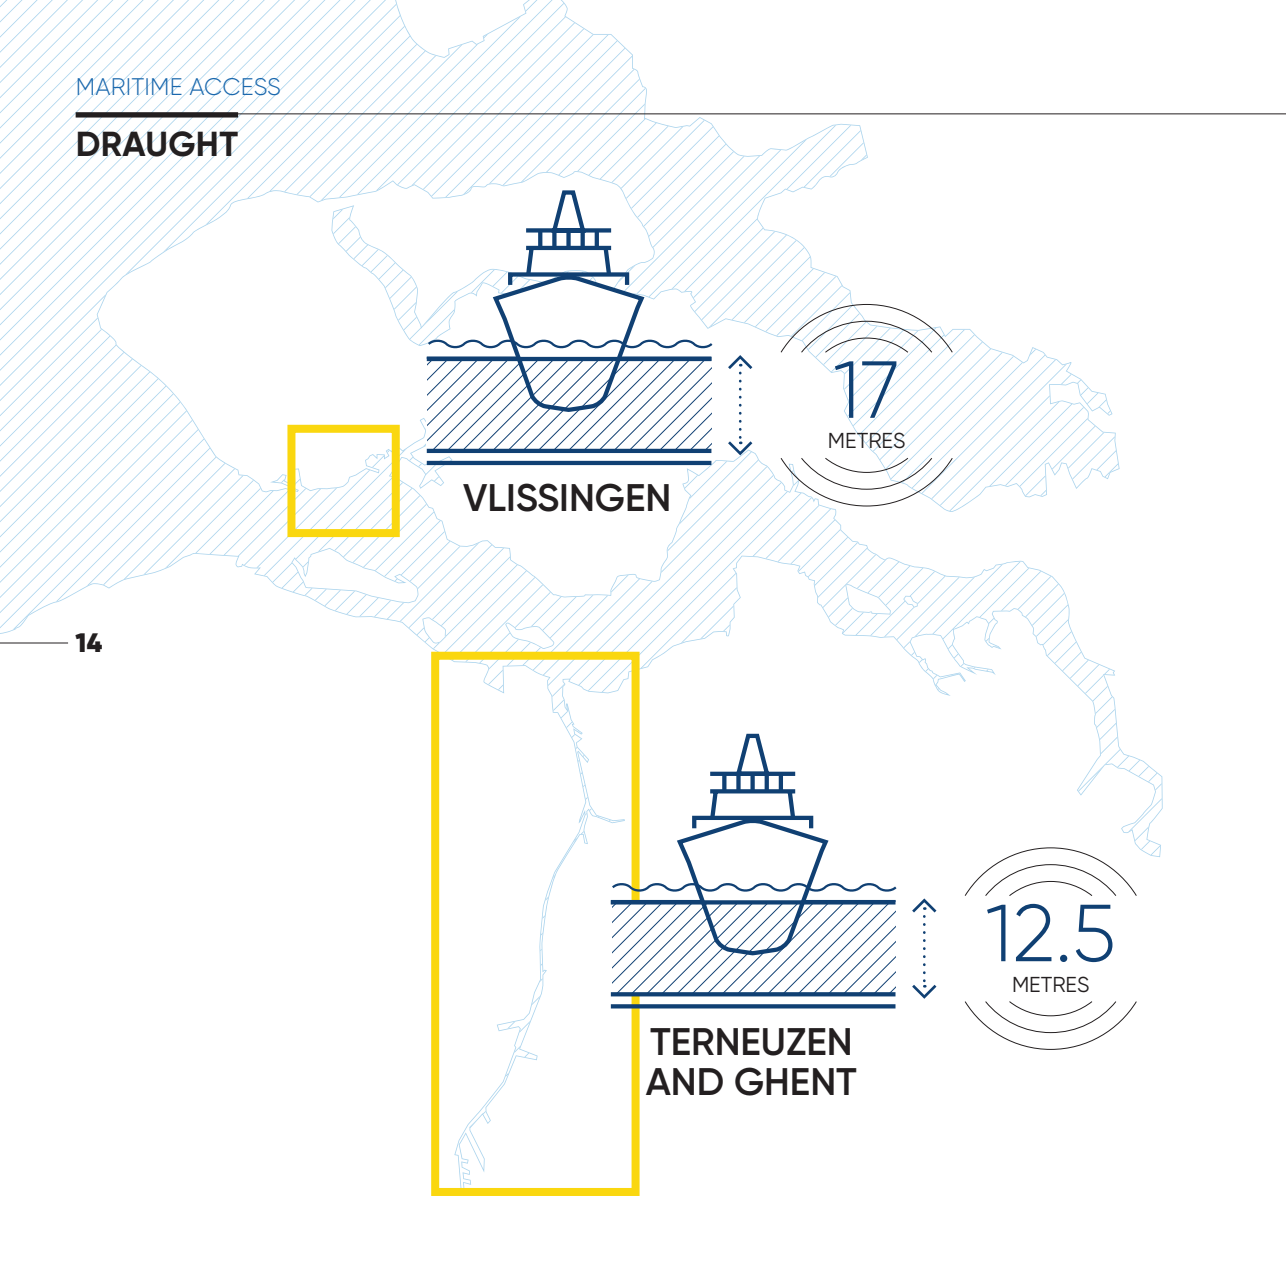 MARITIME ACCESS
DRAUGHT
17
METRES
VLISSINGEN
14
12.5
METRES
TERNEUZEN
AND GHENT